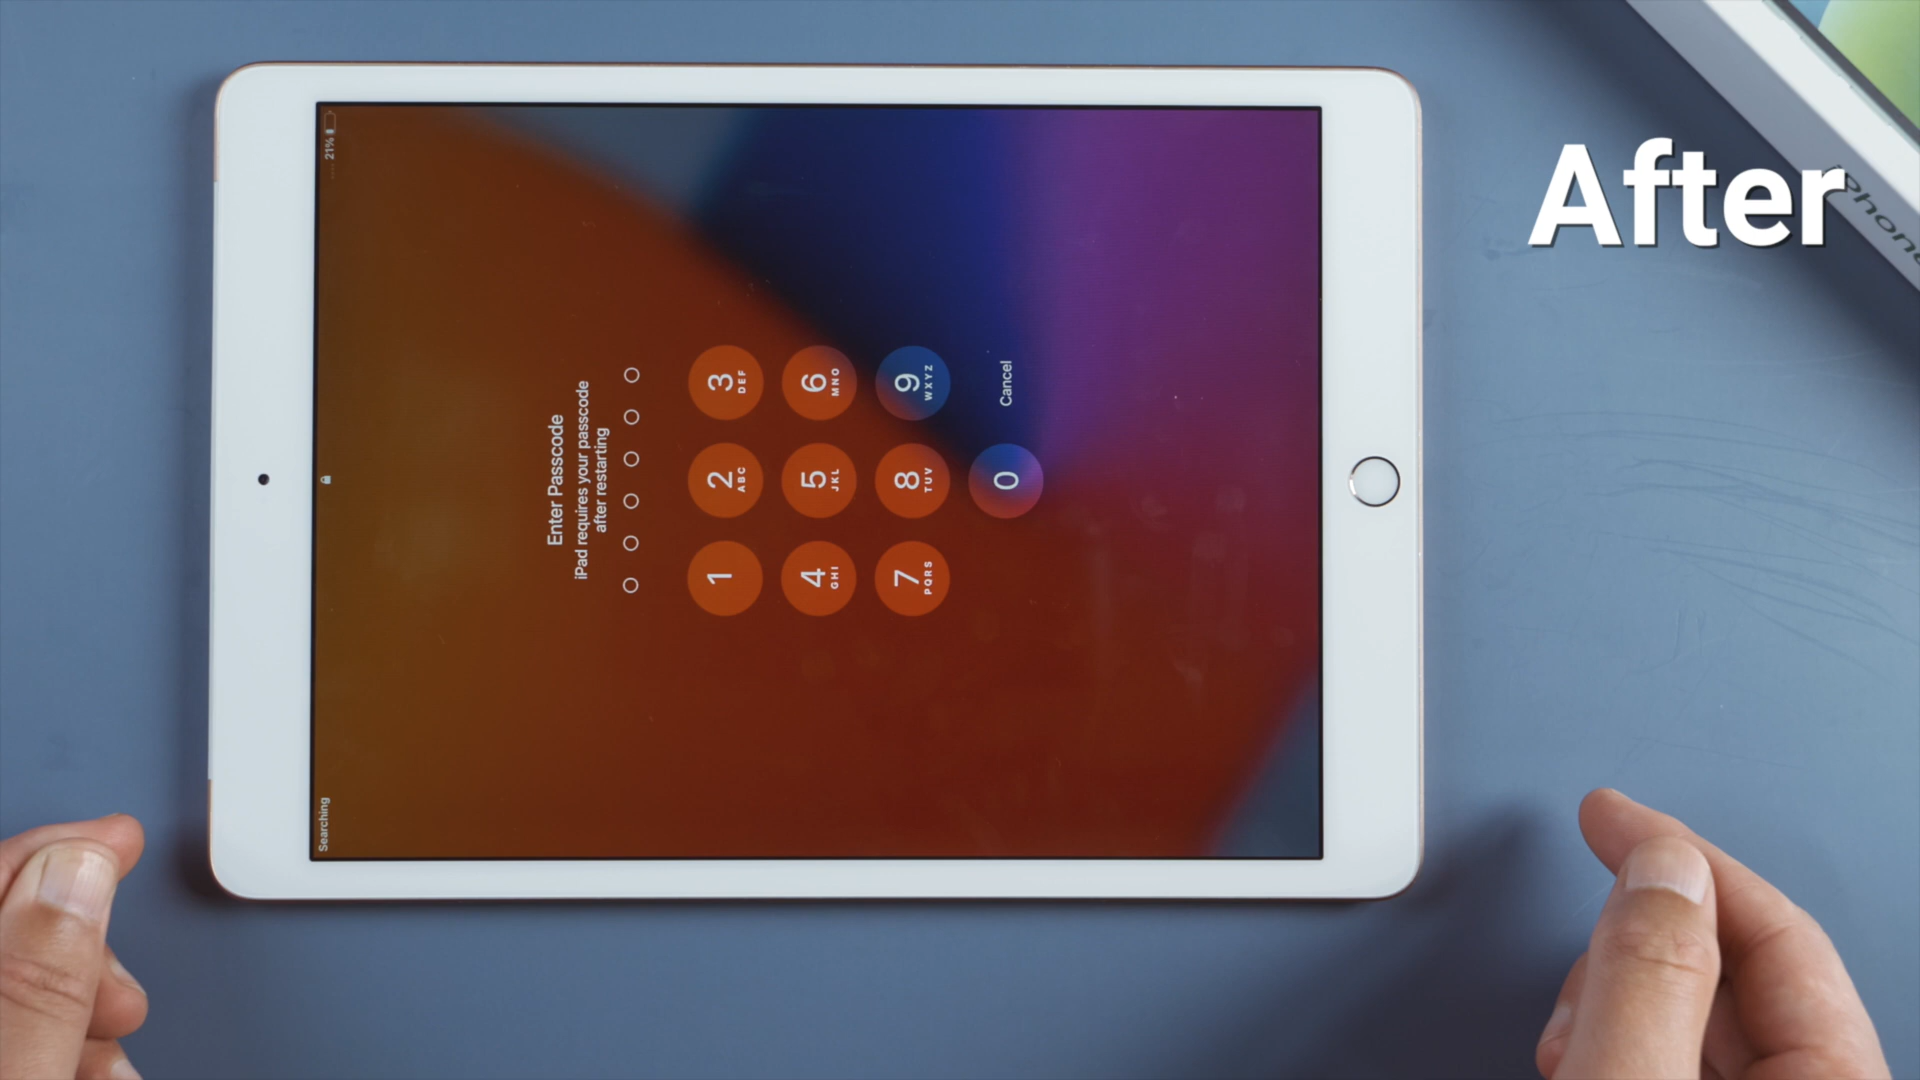 After
iPhone
Searching
21%
Enter Passcode
iPad requires your passcode
after restarting
1
2
ABC
3
DEF
4
GHI
5
JKL
6
MNO
7
PQRS
8
TUV
9
WXYZ
0
Cancel